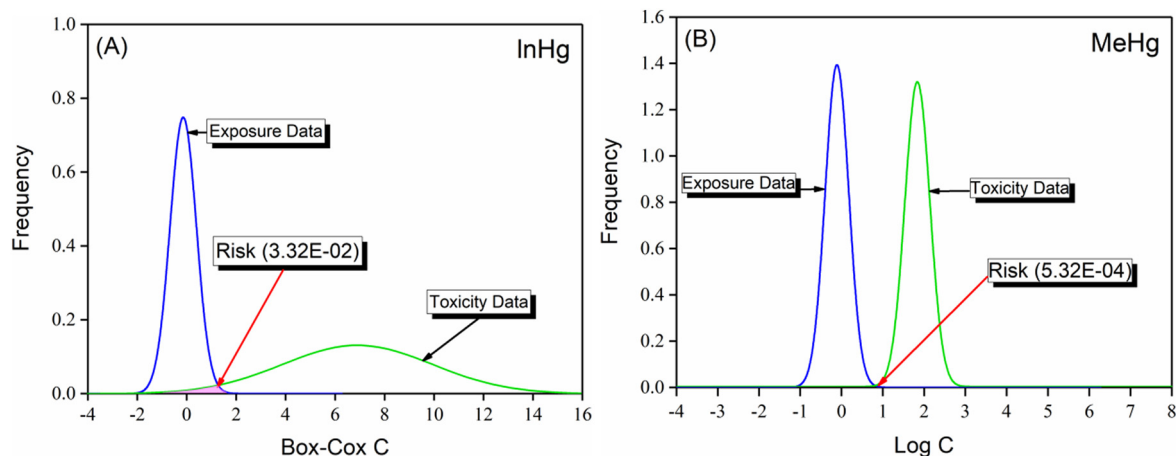 (A)
InHg
1.0
0.8
0.6
0.4
0.2
0.0
Frequency
Exposure Data
Risk (3.32E-02)
Toxicity Data
-4 -2 0 2 4 6 8 10 12 14 16
Box-Cox C
(B)
MeHg
1.6
1.4
1.2
1.0
0.8
0.6
0.4
0.2
0.0
Frequency
Exposure Data
Toxicity Data
Risk (5.32E-04)
-4 -3 -2 -1 0 1 2 3 4 5 6 7 8
Log C